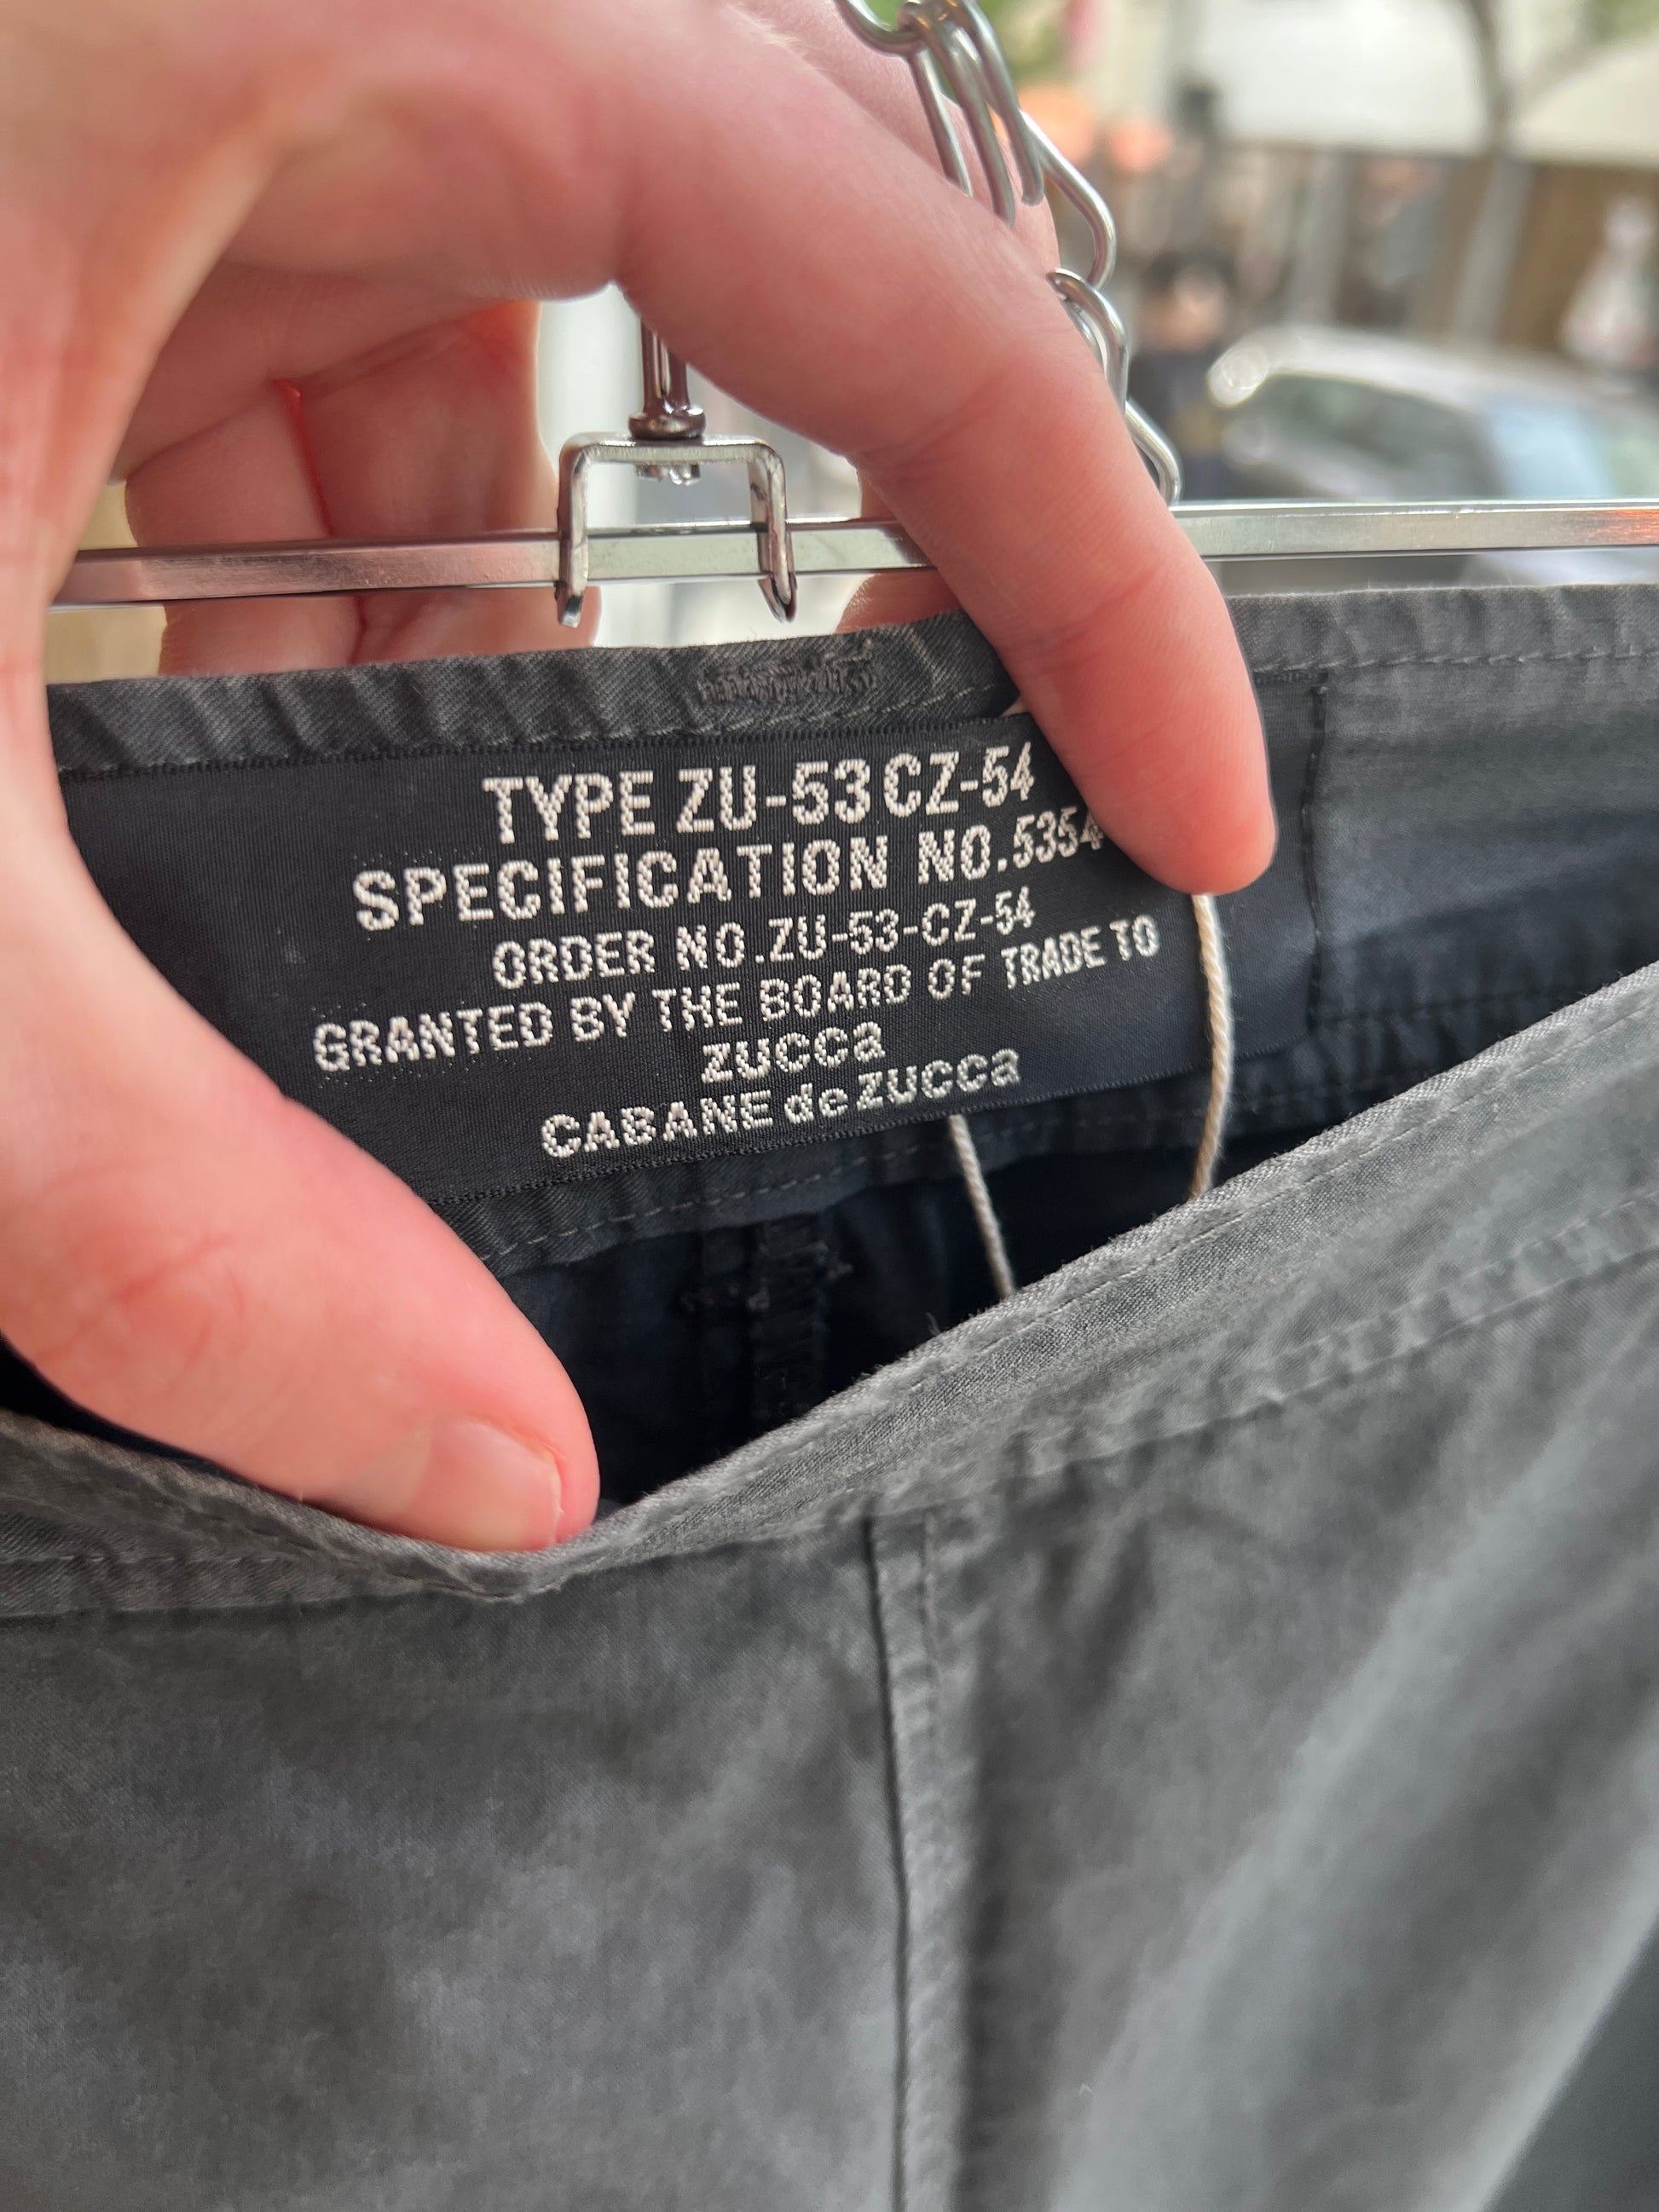 TYPE ZU-53 CZ-54
SPECIFICATION NO.5354
ORDER NO.ZU-53-CZ-54
GRANTED BY THE BOARD OF TRADE TO
zucca
CABANE de zucca